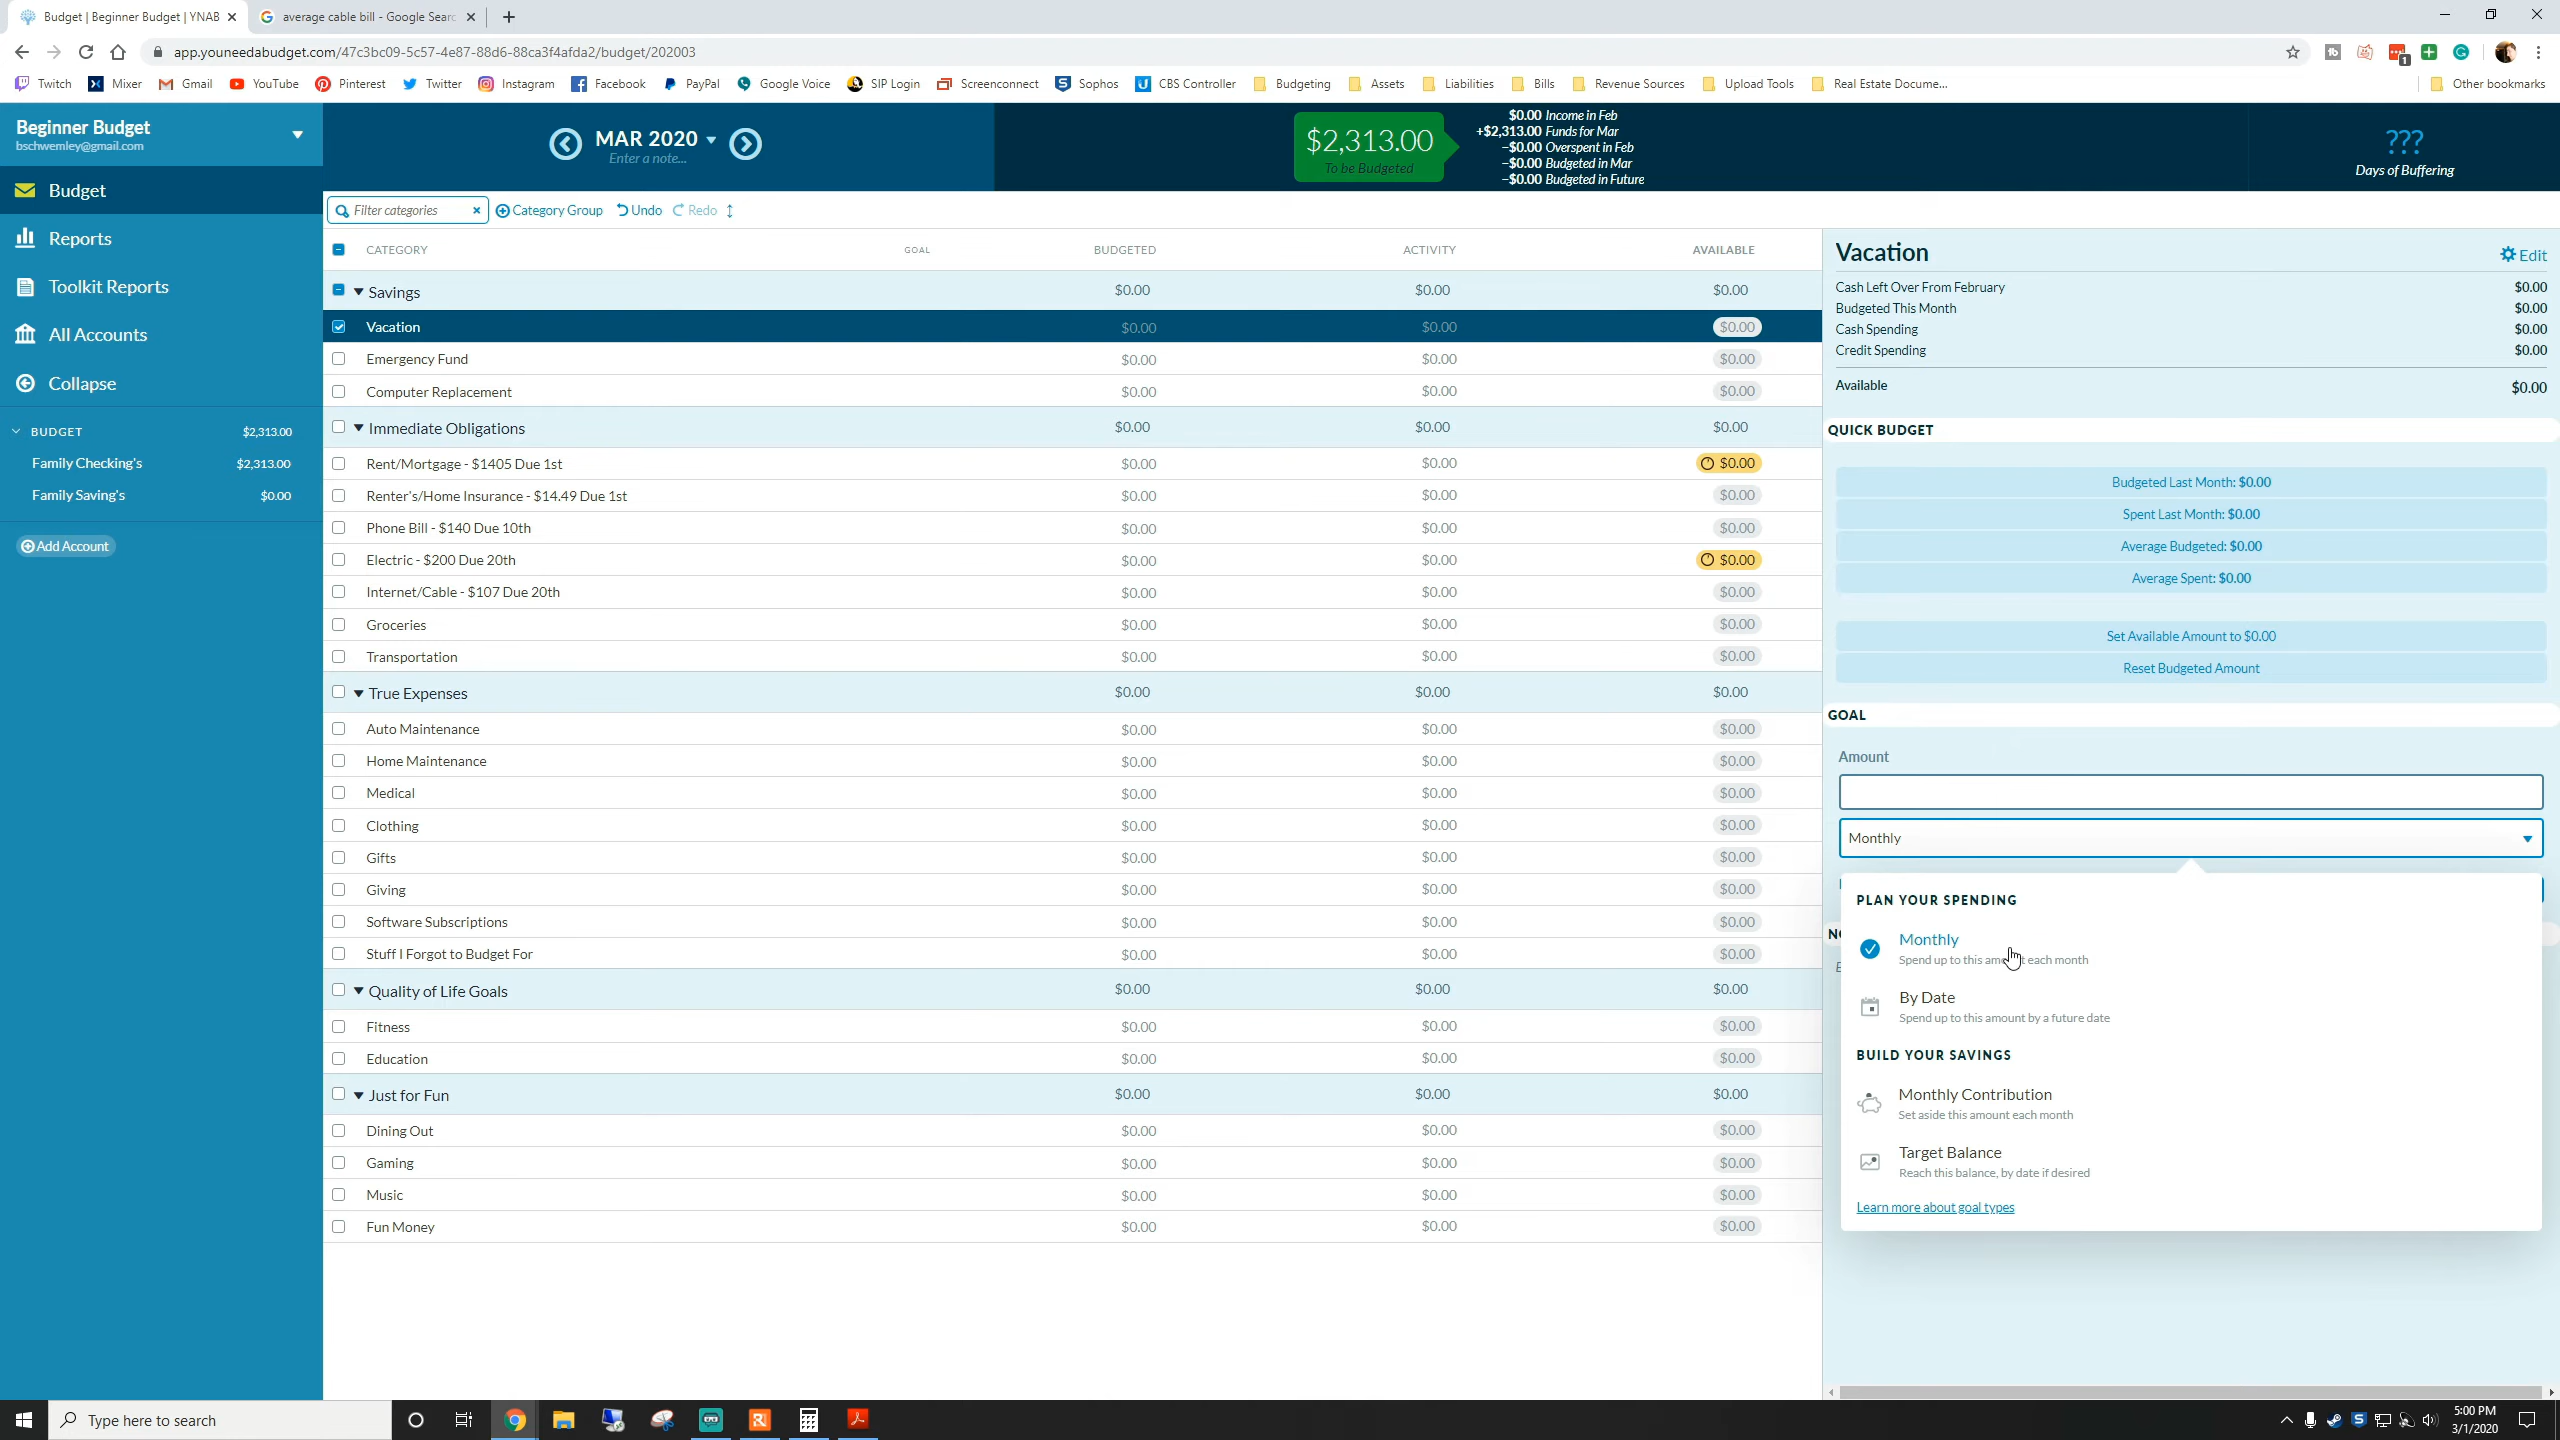 Budget | Beginner Budget | YNAB
average cable bill - Google Searc
app.youneedabudget.com/47c3bc09-5c57-4e87-88d6-88ca3f4afda2/budget/202003
Twitch Mixer Gmail YouTube Pinterest Twitter Instagram Facebook PayPal Google Voice SIP Login Screenconnect Sophos CBS Controller Budgeting Assets Liabilities Bills Revenue Sources Upload Tools Real Estate Docume... Other bookmarks
Beginner Budget
bschwemley@gmail.com
Budget
Reports
Toolkit Reports
All Accounts
Collapse
BUDGET $2,313.00
Family Checking's $2,313.00
Family Saving's $0.00
Add Account
MAR 2020
Enter a note...
$2,313.00
To be Budgeted
$0.00 Income in Feb
+$2,313.00 Funds for Mar
−$0.00 Overspent in Feb
−$0.00 Budgeted in Mar
−$0.00 Budgeted in Future
???
Days of Buffering
Filter categories Category Group Undo Redo
CATEGORY GOAL BUDGETED ACTIVITY AVAILABLE
Savings $0.00 $0.00 $0.00
Vacation $0.00 $0.00 $0.00
Emergency Fund $0.00 $0.00 $0.00
Computer Replacement $0.00 $0.00 $0.00
Immediate Obligations $0.00 $0.00 $0.00
Rent/Mortgage - $1405 Due 1st $0.00 $0.00 $0.00
Renter's/Home Insurance - $14.49 Due 1st $0.00 $0.00 $0.00
Phone Bill - $140 Due 10th $0.00 $0.00 $0.00
Electric - $200 Due 20th $0.00 $0.00 $0.00
Internet/Cable - $107 Due 20th $0.00 $0.00 $0.00
Groceries $0.00 $0.00 $0.00
Transportation $0.00 $0.00 $0.00
True Expenses $0.00 $0.00 $0.00
Auto Maintenance $0.00 $0.00 $0.00
Home Maintenance $0.00 $0.00 $0.00
Medical $0.00 $0.00 $0.00
Clothing $0.00 $0.00 $0.00
Gifts $0.00 $0.00 $0.00
Giving $0.00 $0.00 $0.00
Software Subscriptions $0.00 $0.00 $0.00
Stuff I Forgot to Budget For $0.00 $0.00 $0.00
Quality of Life Goals $0.00 $0.00 $0.00
Fitness $0.00 $0.00 $0.00
Education $0.00 $0.00 $0.00
Just for Fun $0.00 $0.00 $0.00
Dining Out $0.00 $0.00 $0.00
Gaming $0.00 $0.00 $0.00
Music $0.00 $0.00 $0.00
Fun Money $0.00 $0.00 $0.00
Vacation Edit
Cash Left Over From February $0.00
Budgeted This Month $0.00
Cash Spending $0.00
Credit Spending $0.00
Available $0.00
QUICK BUDGET
Budgeted Last Month: $0.00
Spent Last Month: $0.00
Average Budgeted: $0.00
Average Spent: $0.00
Set Available Amount to $0.00
Reset Budgeted Amount
GOAL
Amount
Monthly
PLAN YOUR SPENDING
Monthly
Spend up to this each month
By Date
Spend up to this amount by a future date
BUILD YOUR SAVINGS
Monthly Contribution
Set aside this amount each month
Target Balance
Reach this balance, by date if desired
Learn more about goal types
Type here to search
5:00 PM
3/1/2020